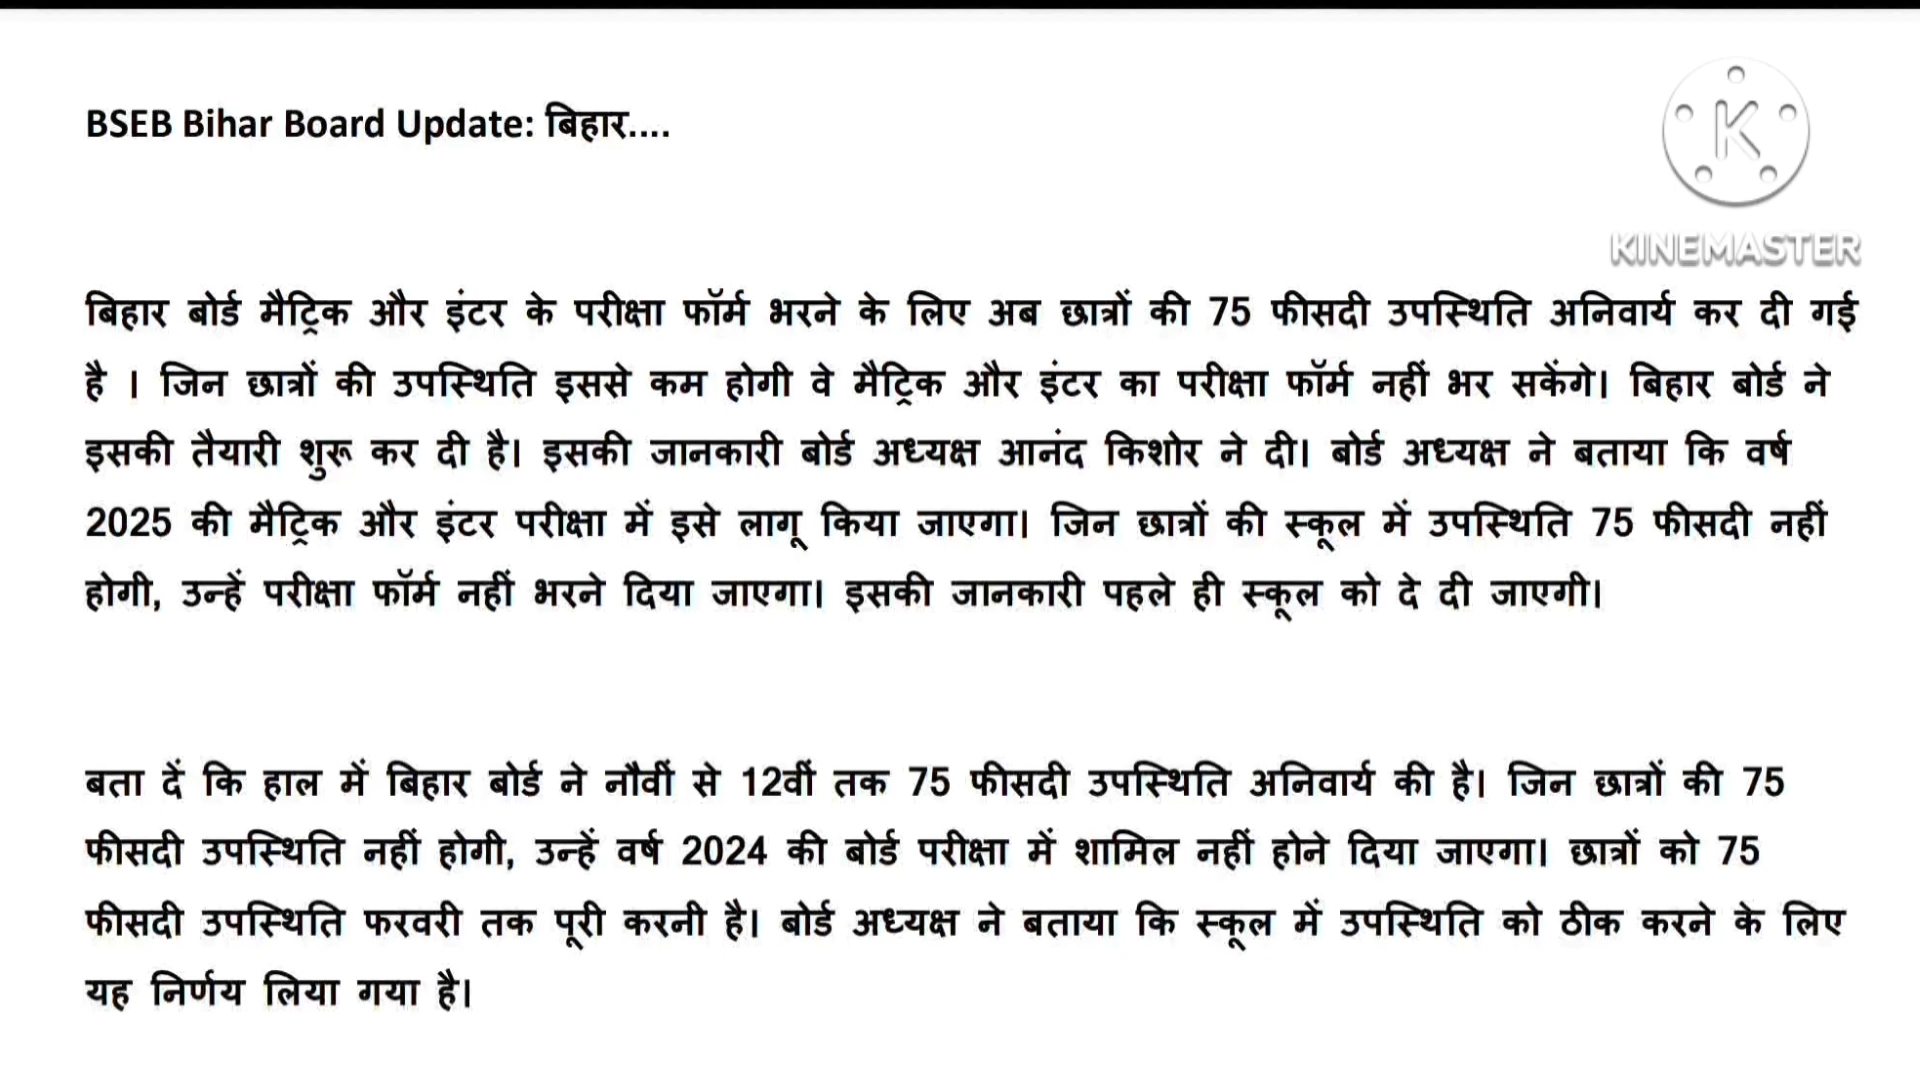 BSEB Bihar Board Update: बिहार....
KINEMASTER
बिहार बोर्ड मैट्रिक और इंटर के परीक्षा फॉर्म भरने के लिए अब छात्रों की 75 फीसदी उपस्थिति अनिवार्य कर दी गई
है । जिन छात्रों की उपस्थिति इससे कम होगी वे मैट्रिक और इंटर का परीक्षा फॉर्म नहीं भर सकेंगे। बिहार बोर्ड ने
इसकी तैयारी शुरू कर दी है। इसकी जानकारी बोर्ड अध्यक्ष आनंद किशोर ने दी। बोर्ड अध्यक्ष ने बताया कि वर्ष
2025 की मैट्रिक और इंटर परीक्षा में इसे लागू किया जाएगा। जिन छात्रों की स्कूल में उपस्थिति 75 फीसदी नहीं
होगी, उन्हें परीक्षा फॉर्म नहीं भरने दिया जाएगा। इसकी जानकारी पहले ही स्कूल को दे दी जाएगी।
बता दें कि हाल में बिहार बोर्ड ने नौवीं से 12वीं तक 75 फीसदी उपस्थिति अनिवार्य की है। जिन छात्रों की 75
फीसदी उपस्थिति नहीं होगी, उन्हें वर्ष 2024 की बोर्ड परीक्षा में शामिल नहीं होने दिया जाएगा। छात्रों को 75
फीसदी उपस्थिति फरवरी तक पूरी करनी है। बोर्ड अध्यक्ष ने बताया कि स्कूल में उपस्थिति को ठीक करने के लिए
यह निर्णय लिया गया है।